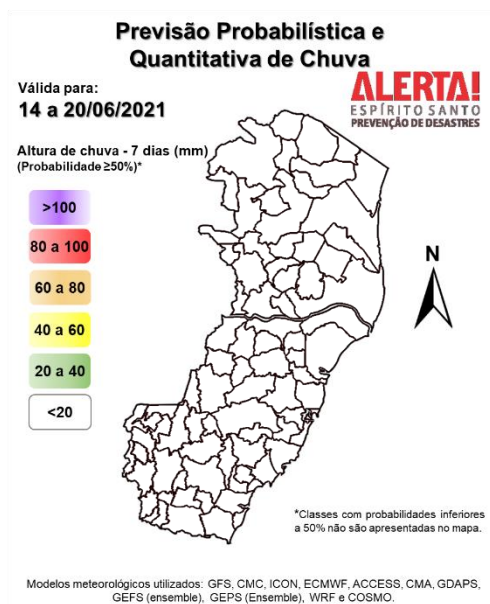 Previsão Probabilística e
Quantitativa de Chuva
Válida para:
14 a 20/06/2021
ALERTA!
ESPÍRITO SANTO
PREVENÇÃO DE DESASTRES
Altura de chuva - 7 dias (mm)
(Probabilidade ≥50%)*
>100
80 a 100
60 a 80
40 a 60
20 a 40
<20
N
*Classes com probabilidades inferiores
a 50% não são apresentadas no mapa.
Modelos meteorológicos utilizados: GFS, CMC, ICON, ECMWF, ACCESS, CMA, GDAPS,
GEFS (ensemble), GEPS (Ensemble), WRF e COSMO.